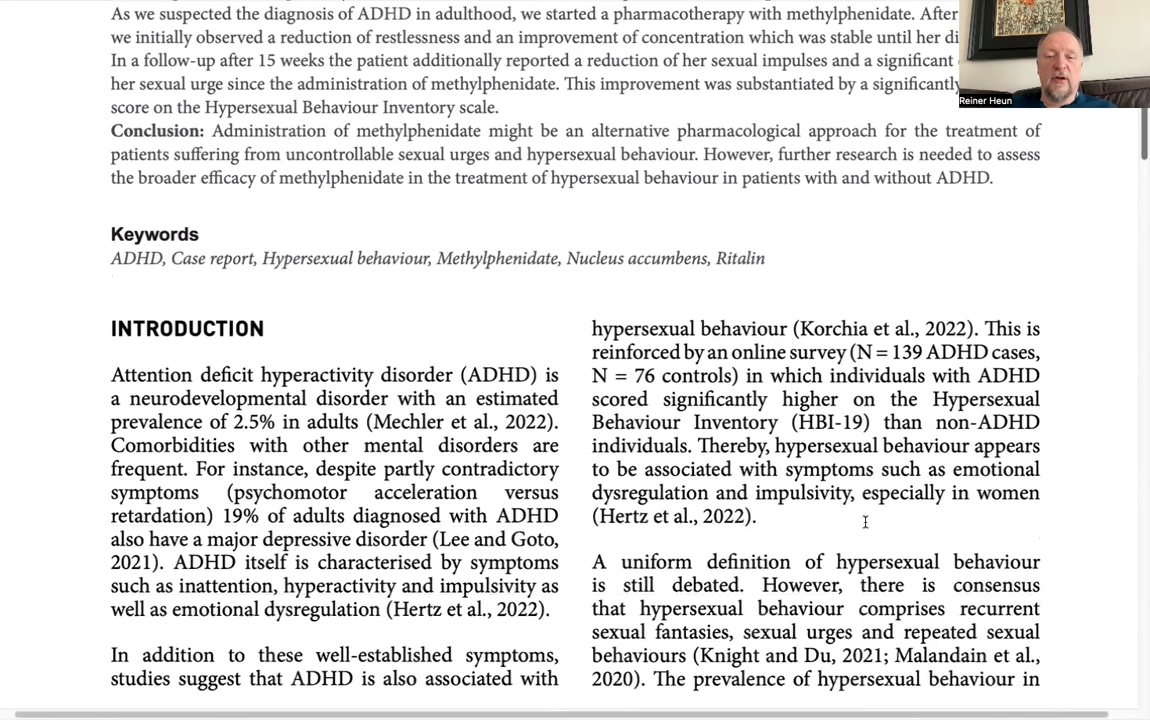 As we suspected the diagnosis of ADHD in adulthood, we started a pharmacotherapy with methylphenidate. After
we initially observed a reduction of restlessness and an improvement of concentration which was stable until her di
In a follow-up after 15 weeks the patient additionally reported a reduction of her sexual impulses and a significant
her sexual urge since the administration of methylphenidate. This improvement was substantiated by a significantly
score on the Hypersexual Behaviour Inventory scale.
Conclusion: Administration of methylphenidate might be an alternative pharmacological approach for the treatment of
patients suffering from uncontrollable sexual urges and hypersexual behaviour. However, further research is needed to assess
the broader efficacy of methylphenidate in the treatment of hypersexual behaviour in patients with and without ADHD.
Reiner Heun
Keywords
ADHD, Case report, Hypersexual behaviour, Methylphenidate, Nucleus accumbens, Ritalin
INTRODUCTION
Attention deficit hyperactivity disorder (ADHD) is
a neurodevelopmental disorder with an estimated
prevalence of 2.5% in adults (Mechler et al., 2022).
Comorbidities with other mental disorders are
frequent. For instance, despite partly contradictory
symptoms (psychomotor acceleration versus
retardation) 19% of adults diagnosed with ADHD
also have a major depressive disorder (Lee and Goto,
2021). ADHD itself is characterised by symptoms
such as inattention, hyperactivity and impulsivity as
well as emotional dysregulation (Hertz et al., 2022).
In addition to these well-established symptoms,
studies suggest that ADHD is also associated with
hypersexual behaviour (Korchia et al., 2022). This is
reinforced by an online survey (N = 139 ADHD cases,
N = 76 controls) in which individuals with ADHD
scored significantly higher on the Hypersexual
Behaviour Inventory (HBI-19) than non-ADHD
individuals. Thereby, hypersexual behaviour appears
to be associated with symptoms such as emotional
dysregulation and impulsivity, especially in women
(Hertz et al., 2022).
A uniform definition of hypersexual behaviour
is still debated. However, there is consensus
that hypersexual behaviour comprises recurrent
sexual fantasies, sexual urges and repeated sexual
behaviours (Knight and Du, 2021; Malandain et al.,
2020). The prevalence of hypersexual behaviour in